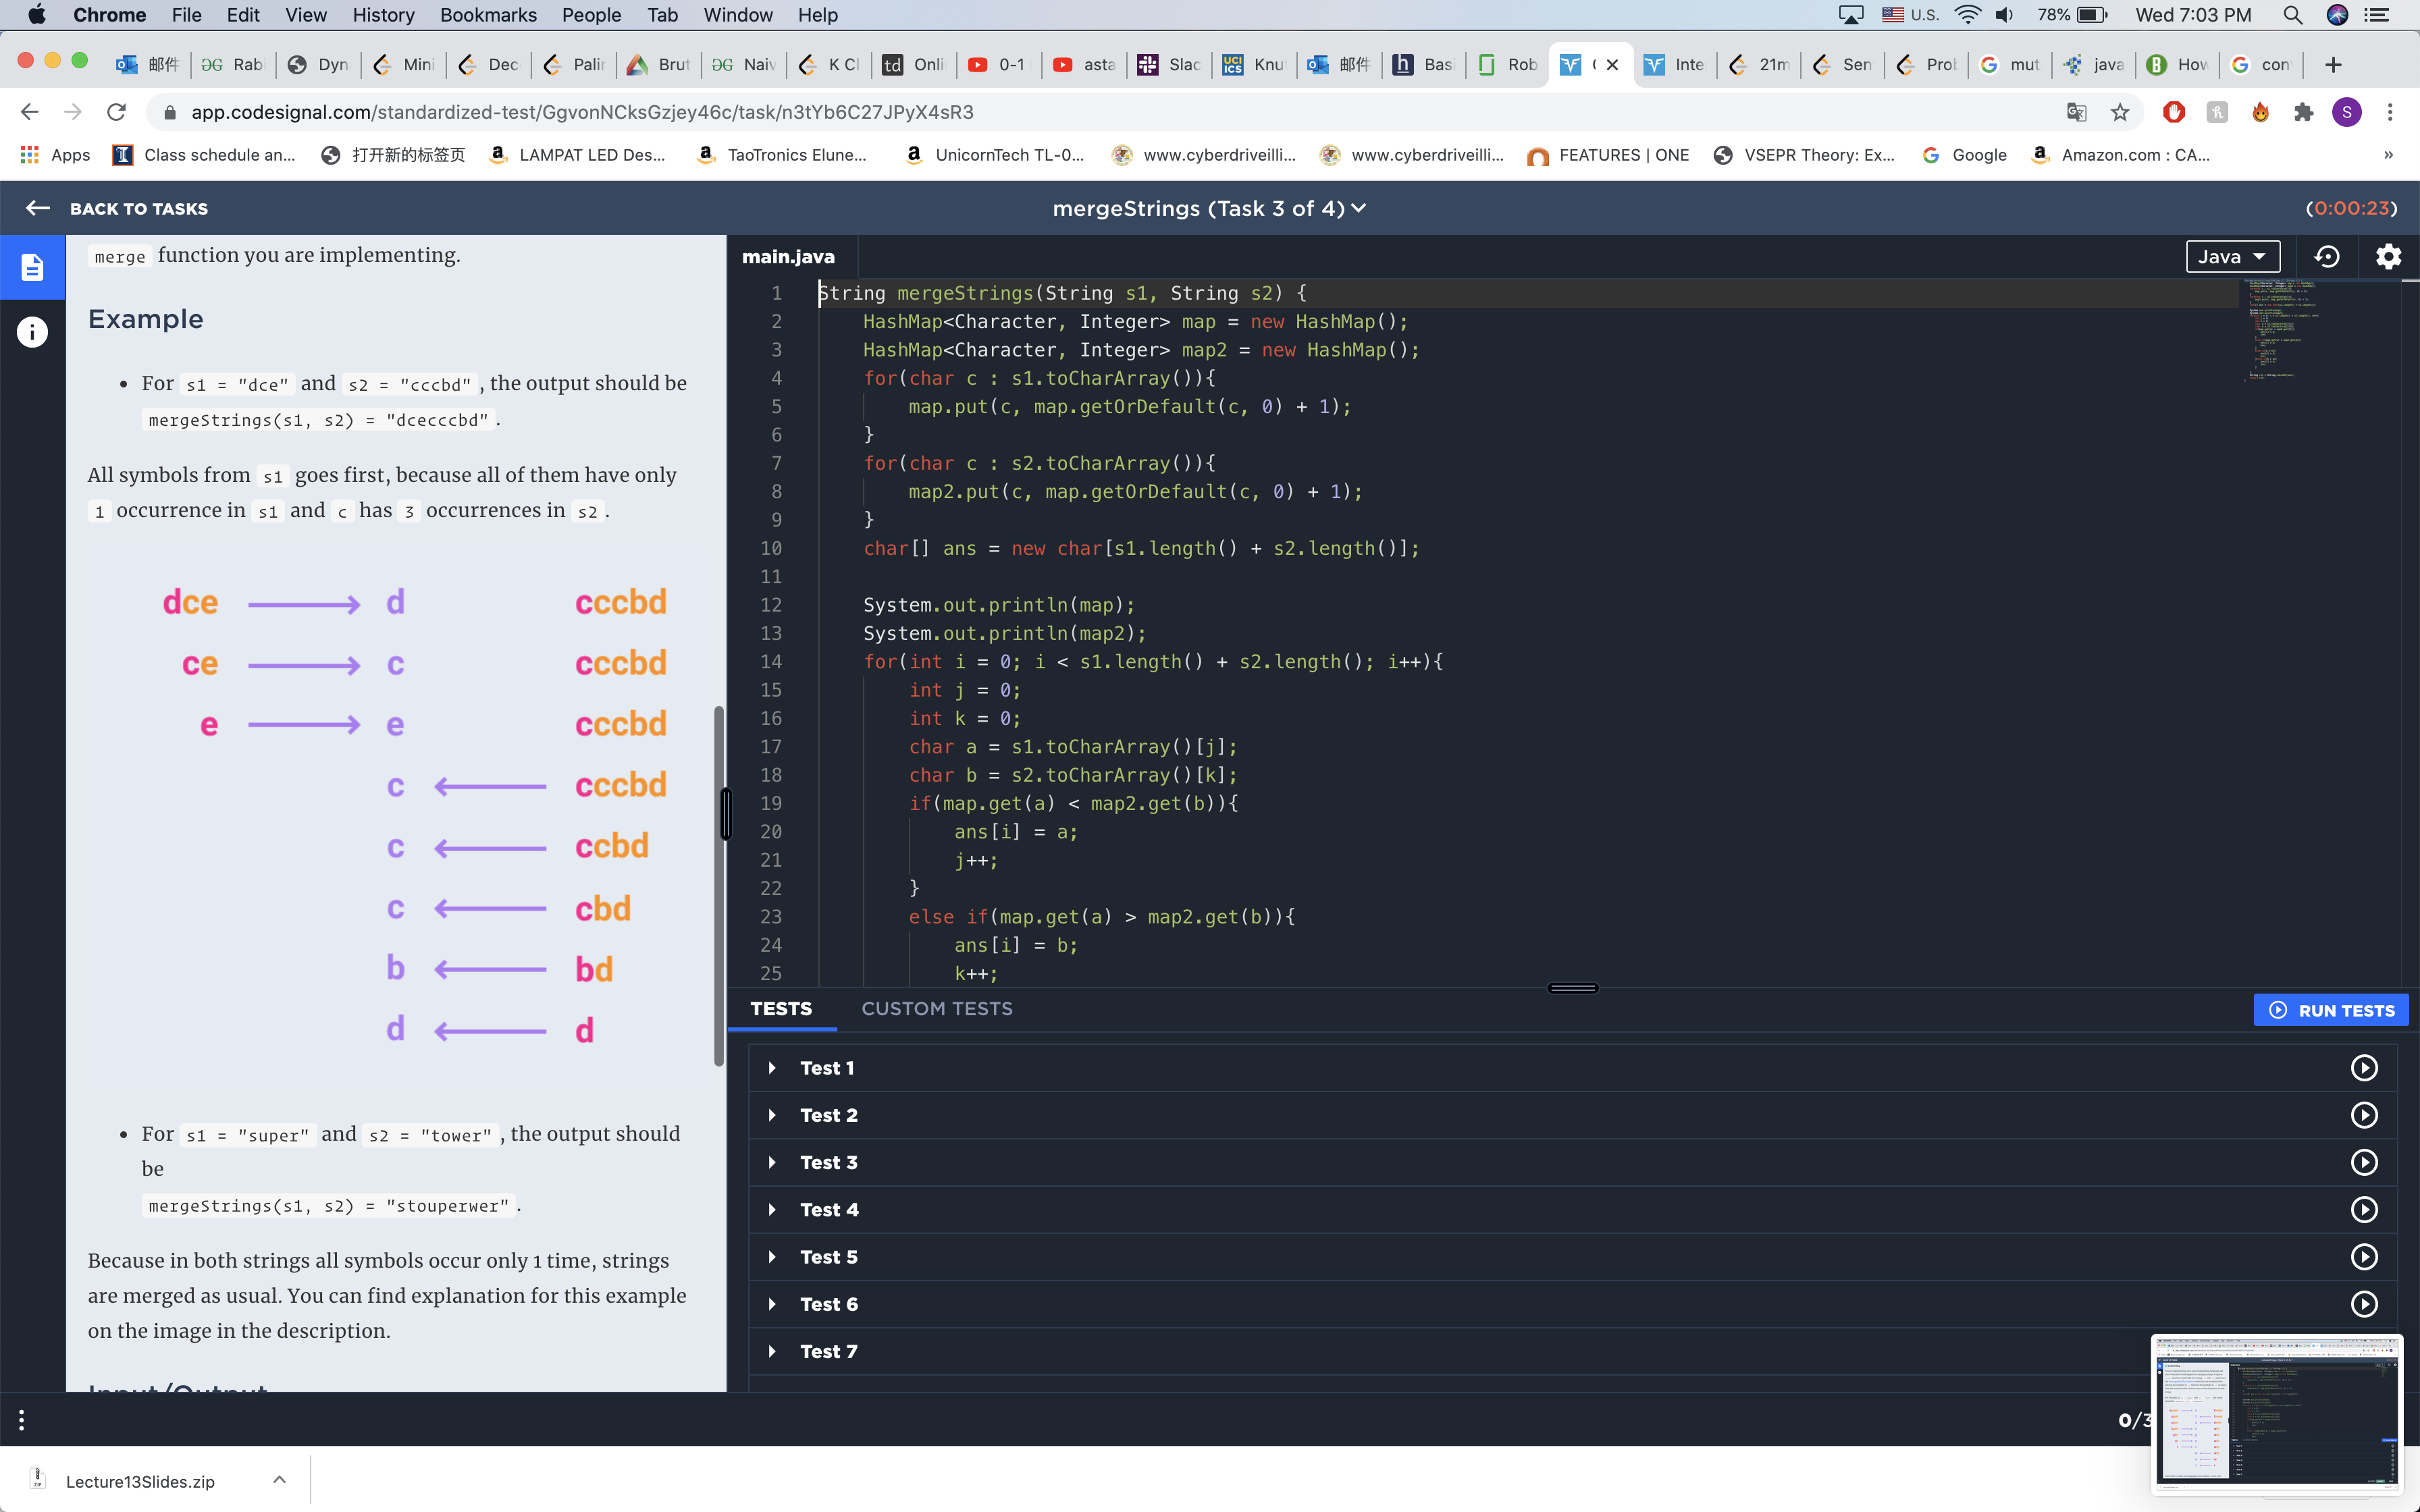 Chrome File Edit View History Bookmarks People Tab Window Help U.S. 78% Wed 7:03 PM
邮件 Rab Dyn Mini Dec Palin Brut Naiv K Cl td Onli 0-1 asta Slac UCI ICS Knu 邮件 h Basi Rob Inte 21m Sen Pro mut java How con
app.codesignal.com/standardized-test/GgvonNCksGzjey46c/task/n3tYb6C27JPyX4sR3 S
Apps Class schedule an... 打开新的标签页 LAMPAT LED Des... TaoTronics Elune... UnicornTech TL-0... www.cyberdriveilli... www.cyberdriveilli... FEATURES | ONE VSEPR Theory: Ex... Google Amazon.com : CA... »
BACK TO TASKS mergeStrings (Task 3 of 4) (0:00:23)
merge function you are implementing.
Example
• For s1 = "dce" and s2 = "cccbd", the output should be
mergeStrings(s1, s2) = "dcecccbd".
All symbols from s1 goes first, because all of them have only
1 occurrence in s1 and c has 3 occurrences in s2.
dce d cccbd
ce c cccbd
e e cccbd
c cccbd
c ccbd
c cbd
b bd
d d
• For s1 = "super" and s2 = "tower", the output should
be
mergeStrings(s1, s2) = "stouperwer".
Because in both strings all symbols occur only 1 time, strings
are merged as usual. You can find explanation for this example
on the image in the description.
Input/Output
main.java Java
1 String mergeStrings(String s1, String s2) {
2 HashMap<Character, Integer> map = new HashMap();
3 HashMap<Character, Integer> map2 = new HashMap();
4 for(char c : s1.toCharArray()){
5 map.put(c, map.getOrDefault(c, 0) + 1);
6 }
7 for(char c : s2.toCharArray()){
8 map2.put(c, map.getOrDefault(c, 0) + 1);
9 }
10 char[] ans = new char[s1.length() + s2.length()];
11
12 System.out.println(map);
13 System.out.println(map2);
14 for(int i = 0; i < s1.length() + s2.length(); i++){
15 int j = 0;
16 int k = 0;
17 char a = s1.toCharArray()[j];
18 char b = s2.toCharArray()[k];
19 if(map.get(a) < map2.get(b)){
20 ans[i] = a;
21 j++;
22 }
23 else if(map.get(a) > map2.get(b)){
24 ans[i] = b;
25 k++;
TESTS CUSTOM TESTS RUN TESTS
Test 1
Test 2
Test 3
Test 4
Test 5
Test 6
Test 7
0/3
Lecture13Slides.zip